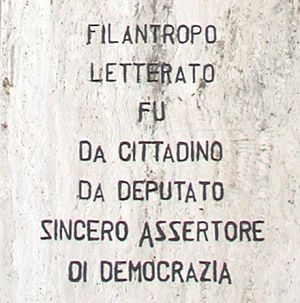 FILANTROPO
LETTERATO
FU
DA CITTADINO
DA DEPUTATO
SINCERO ASSERTORE
DI DEMOCRAZIA